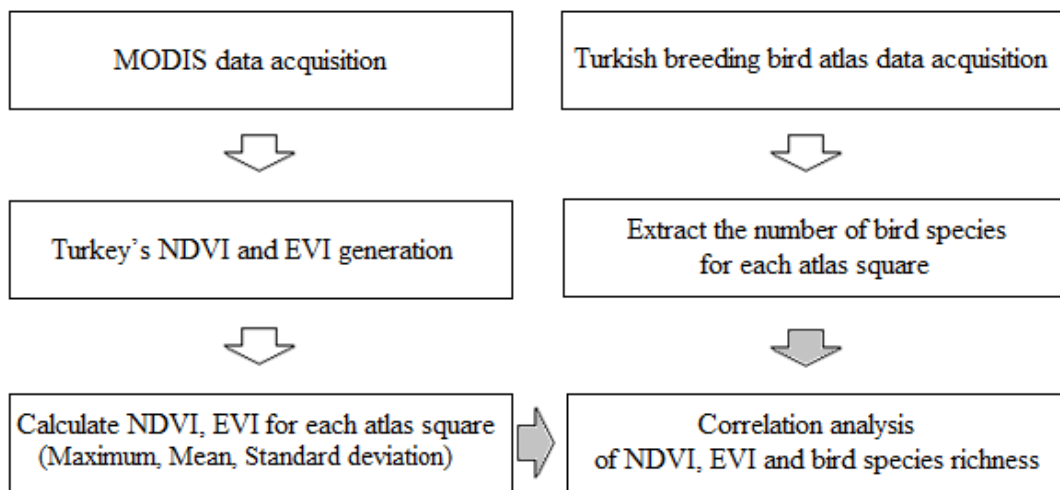 MODIS data acquisition
Turkish breeding bird atlas data acquisition
Turkey’s NDVI and EVI generation
Extract the number of bird species
for each atlas square
Calculate NDVI, EVI for each atlas square
(Maximum, Mean, Standard deviation)
Correlation analysis
of NDVI, EVI and bird species richness